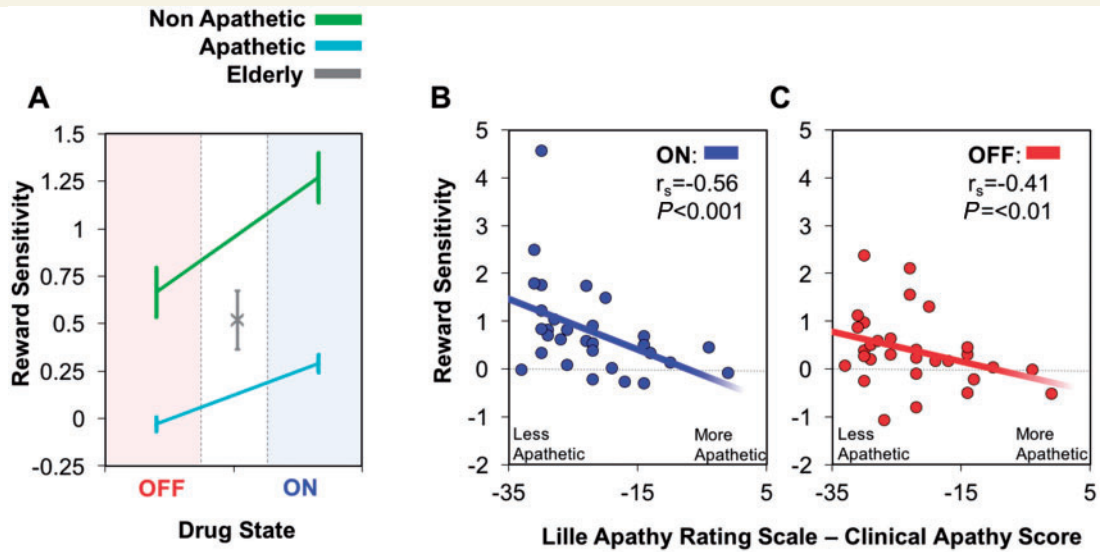 Non Apathetic
Apathetic
Elderly
A
Reward Sensitivity
1.5
1.25
1
0.75
0.5
0.25
0
-0.25
OFF
ON
Drug State
B
Reward Sensitivity
5
4
3
2
1
0
-1
-2
ON:
rs=-0.56
P<0.001
Less
Apathetic
More
Apathetic
-35
-15
5
C
5
4
3
2
1
0
-1
-2
OFF:
rs=-0.41
P=<0.01
Less
Apathetic
More
Apathetic
-35
-15
5
Lille Apathy Rating Scale – Clinical Apathy Score